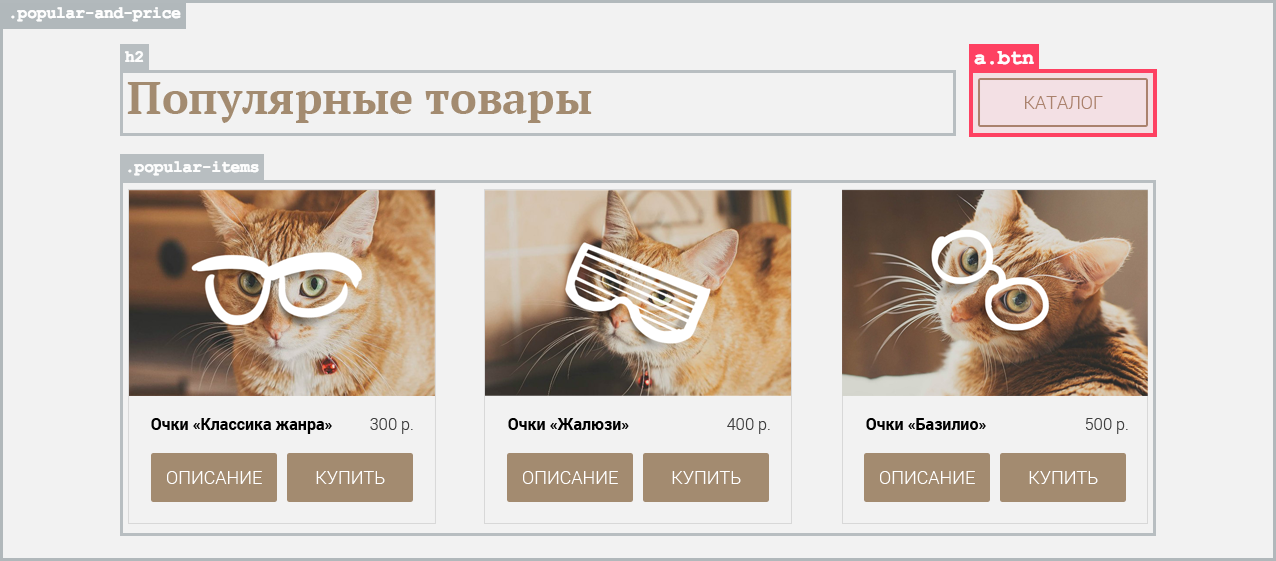 .popular-and-price
h2
a.btn
Популярные товары
КАТАЛОГ
.popular-items
Очки «Классика жанра» 300 р.
ОПИСАНИЕ КУПИТЬ
Очки «Жалюзи» 400 р.
ОПИСАНИЕ КУПИТЬ
Очки «Базилио» 500 р.
ОПИСАНИЕ КУПИТЬ